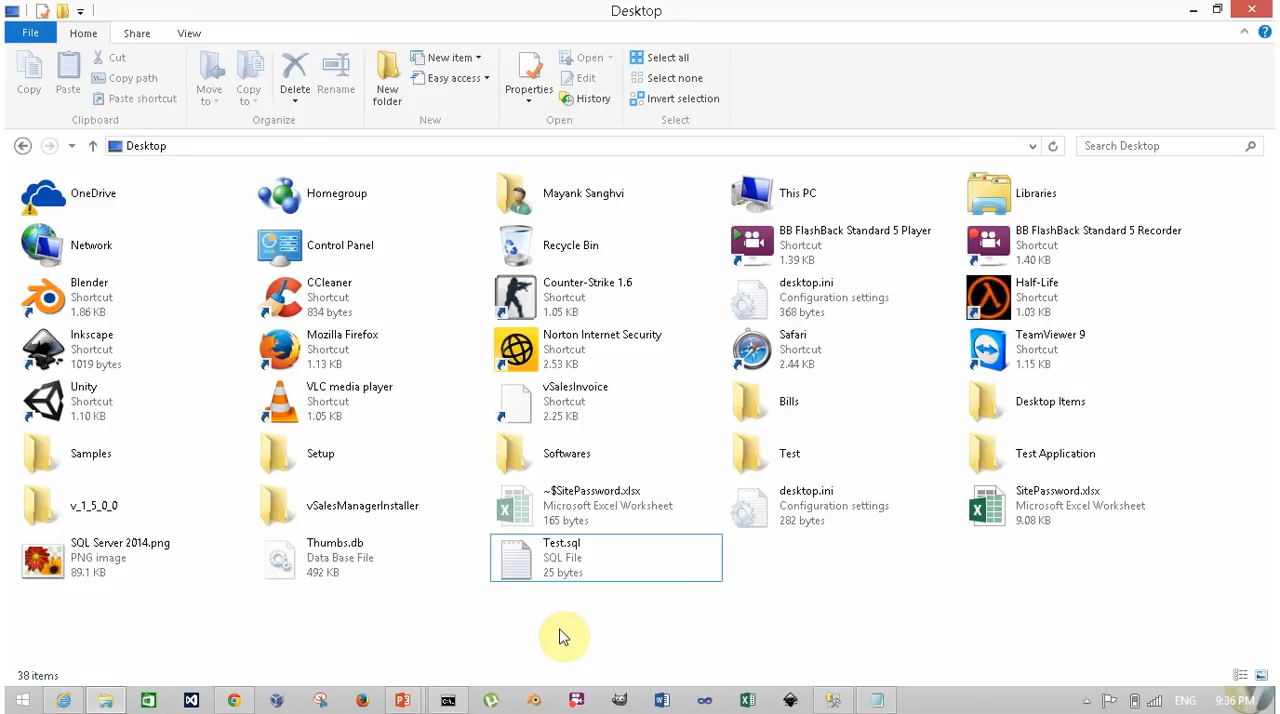 Desktop
File Home Share View
Copy
Paste
Cut
Copy path
Paste shortcut
Clipboard
Move to
Copy to
Delete
Rename
Organize
New folder
New item
Easy access
New
Properties
Open
Edit
History
Open
Select all
Select none
Invert selection
Select
Desktop
Search Desktop
OneDrive
Homegroup
Mayank Sanghvi
This PC
Libraries
Network
Control Panel
Recycle Bin
BB FlashBack Standard 5 Player
Shortcut
1.39 KB
BB FlashBack Standard 5 Recorder
Shortcut
1.40 KB
Blender
Shortcut
1.86 KB
CCleaner
Shortcut
834 bytes
Counter-Strike 1.6
Shortcut
1.05 KB
desktop.ini
Configuration settings
368 bytes
Half-Life
Shortcut
1.03 KB
Inkscape
Shortcut
1019 bytes
Mozilla Firefox
Shortcut
1.13 KB
Norton Internet Security
Shortcut
2.53 KB
Safari
Shortcut
2.44 KB
TeamViewer 9
Shortcut
1.15 KB
Unity
Shortcut
1.10 KB
VLC media player
Shortcut
1.05 KB
vSalesInvoice
Shortcut
2.25 KB
Bills
Desktop Items
Samples
Setup
Softwares
Test
Test Application
v_1_5_0_0
vSalesManagerInstaller
~$SitePassword.xlsx
Microsoft Excel Worksheet
165 bytes
desktop.ini
Configuration settings
282 bytes
SitePassword.xlsx
Microsoft Excel Worksheet
9.08 KB
SQL Server 2014.png
PNG image
89.1 KB
Thumbs.db
Data Base File
492 KB
Test.sql
SQL File
25 bytes
38 items
ENG
9:36 PM